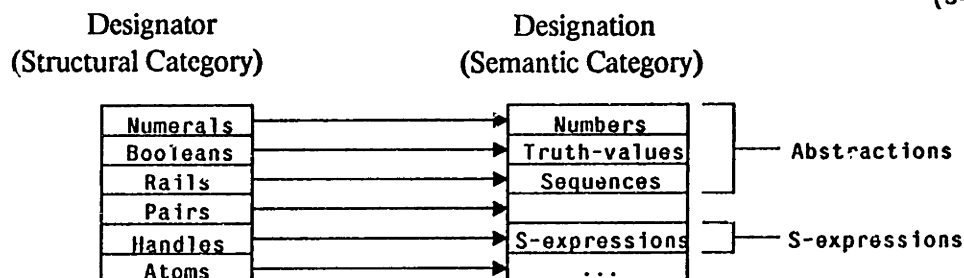 (S
Designator Designation
(Structural Category) (Semantic Category)
Numerals Numbers
Booleans Truth-values Abstractions
Rails Sequences
Pairs
Handles S-expressions S-expressions
Atoms ...